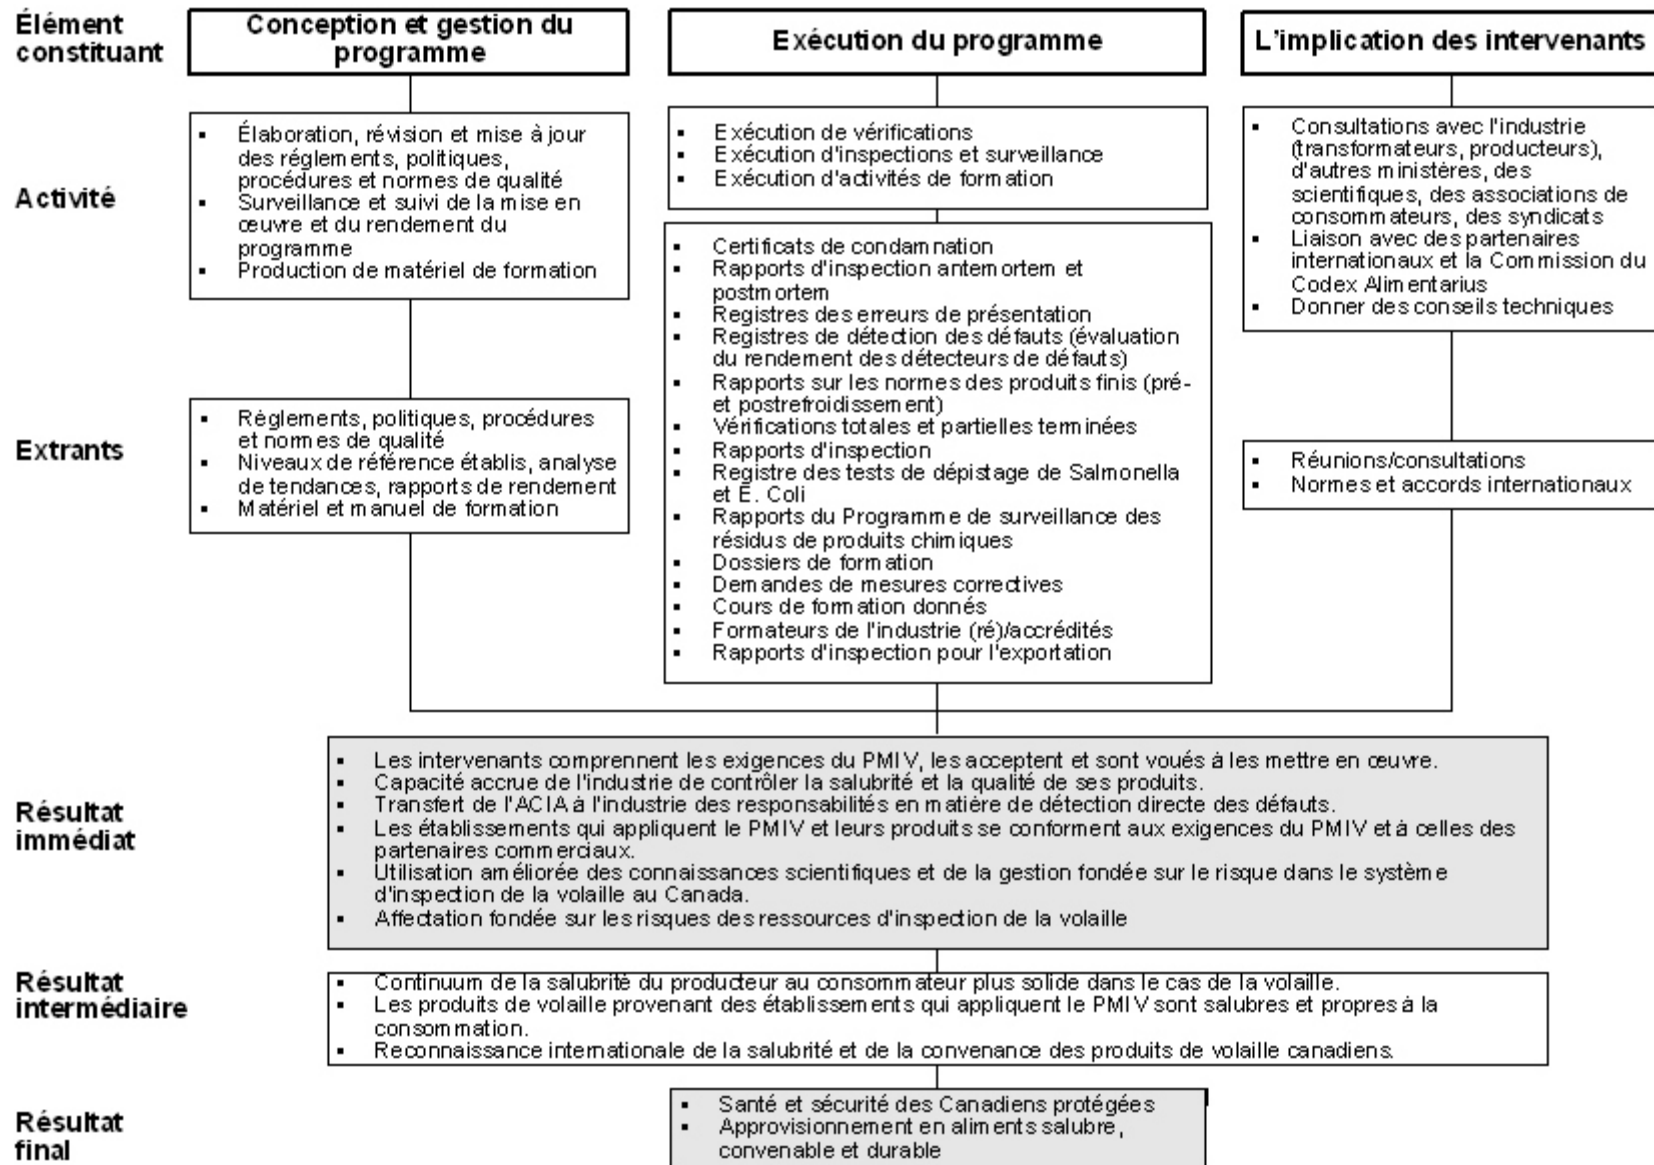 Élément
constituant
Conception et gestion du
programme
Exécution du programme
L'implication des intervenants
Activité
▪ Élaboration, révision et mise à jour
des réglements, politiques,
procédures et normes de qualité
▪ Surveillance et suivi de la mise en
œuvre et du rendement du
programme
▪ Production de matériel de formation
▪ Exécution de vérifications
▪ Exécution d'inspections et surveillance
▪ Exécution d'activités de formation
▪ Consultations avec l'industrie
(transformateurs, producteurs),
d'autres ministères, des
scientifiques, des associations de
consommateurs, des syndicats
▪ Liaison avec des partenaires
internationaux et la Commission du
Codex Alimentarius
▪ Donner des conseils techniques
Extrants
▪ Règlements, politiques, procédures
et normes de qualité
▪ Niveaux de référence établis, analyse
de tendances, rapports de rendement
▪ Matériel et manuel de formation
▪ Certificats de condamnation
▪ Rapports d'inspection antemortem et
postmortem
▪ Registres des erreurs de présentation
▪ Registres de détection des défauts (évaluation
du rendement des détecteurs de défauts)
▪ Rapports sur les normes des produits finis (pré-
et postrefroidissement)
▪ Vérifications totales et partielles terminées
▪ Rapports d'inspection
▪ Registre des tests de dépistage de Salmonella
et E. Coli
▪ Rapports du Programme de surveillance des
résidus de produits chimiques
▪ Dossiers de formation
▪ Demandes de mesures correctives
▪ Cours de formation donnés
▪ Formateurs de l'industrie (ré)/accrédités
▪ Rapports d'inspection pour l'exportation
▪ Réunions/consultations
▪ Normes et accords internationaux
Résultat
immédiat
▪ Les intervenants comprennent les exigences du PMIV, les acceptent et sont voués à les mettre en œuvre.
▪ Capacité accrue de l'industrie de contrôler la salubrité et la qualité de ses produits.
▪ Transfert de l'ACIA à l'industrie des responsabilités en matière de détection directe des défauts.
▪ Les établissements qui appliquent le PMIV et leurs produits se conforment aux exigences du PMIV et à celles des
partenaires commerciaux.
▪ Utilisation améliorée des connaissances scientifiques et de la gestion fondée sur le risque dans le système
d'inspection de la volaille au Canada.
▪ Affectation fondée sur les risques des ressources d'inspection de la volaille
Résultat
intermédiaire
▪ Continuum de la salubrité du producteur au consommateur plus solide dans le cas de la volaille.
▪ Les produits de volaille provenant des établissements qui appliquent le PMIV sont salubres et propres à la
consommation.
▪ Reconnaissance internationale de la salubrité et de la convenance des produits de volaille canadiens.
Résultat
final
▪ Santé et sécurité des Canadiens protégées
▪ Approvisionnement en aliments salubre,
convenable et durable